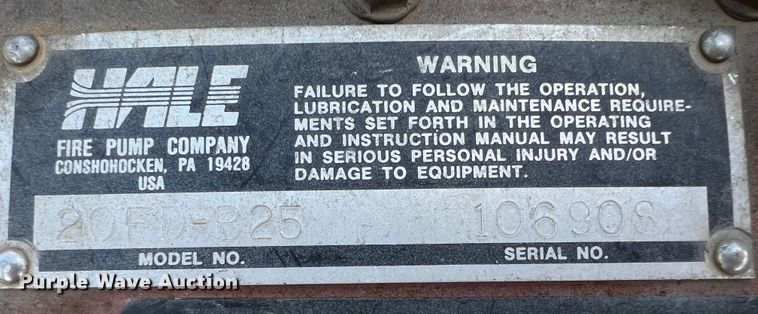 HALE
FIRE PUMP COMPANY
CONSHOHOCKEN, PA 19428
USA
WARNING
FAILURE TO FOLLOW THE OPERATION,
LUBRICATION AND MAINTENANCE REQUIRE-
MENTS SET FORTH IN THE OPERATING
AND INSTRUCTION MANUAL MAY RESULT
IN SERIOUS PERSONAL INJURY AND/OR
DAMAGE TO EQUIPMENT.
MODEL NO.
SERIAL NO.
Purple Wave Auction